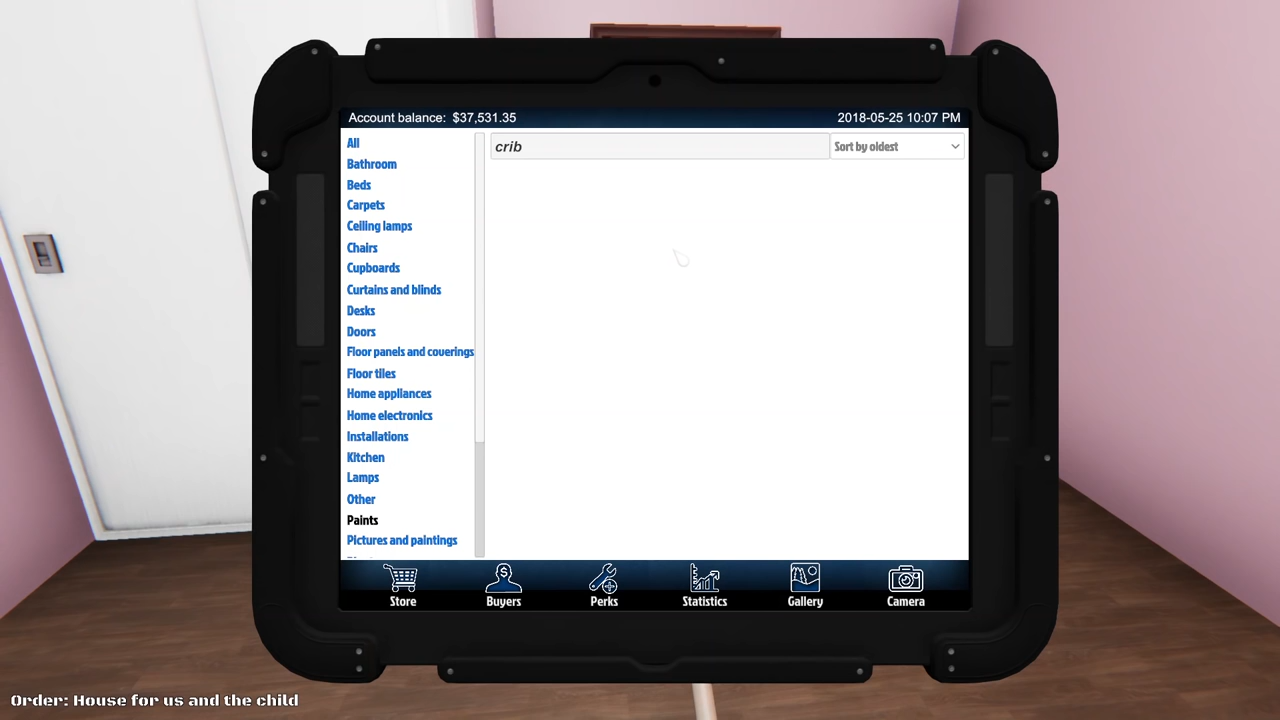 Account balance: $37,531.35
2018-05-25 10:07 PM
crib
Sort by oldest
All
Bathroom
Beds
Carpets
Ceiling lamps
Chairs
Cupboards
Curtains and blinds
Desks
Doors
Floor panels and coverings
Floor tiles
Home appliances
Home electronics
Installations
Kitchen
Lamps
Other
Paints
Pictures and paintings
Store
Buyers
Perks
Statistics
Gallery
Camera
Order: House for us and the child